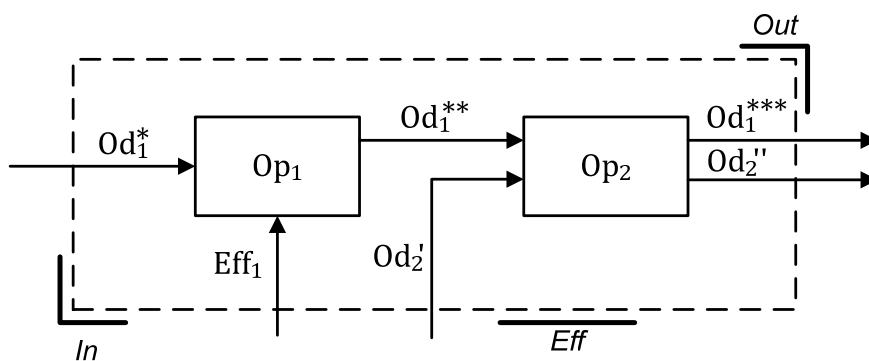 Out
Od₁*
Op₁
Od₁**
Op₂
Od₁***
Od₂''
Eff₁
Od₂'
In
Eff